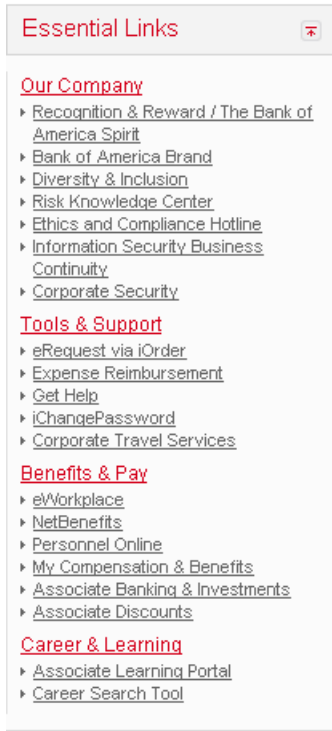 Essential Links
Our Company
Recognition & Reward / The Bank of
America Spirit
Bank of America Brand
Diversity & Inclusion
Risk Knowledge Center
Ethics and Compliance Hotline
Information Security Business
Continuity
Corporate Security
Tools & Support
eRequest via iOrder
Expense Reimbursement
Get Help
iChangePassword
Corporate Travel Services
Benefits & Pay
eWorkplace
NetBenefits
Personnel Online
My Compensation & Benefits
Associate Banking & Investments
Associate Discounts
Career & Learning
Associate Learning Portal
Career Search Tool